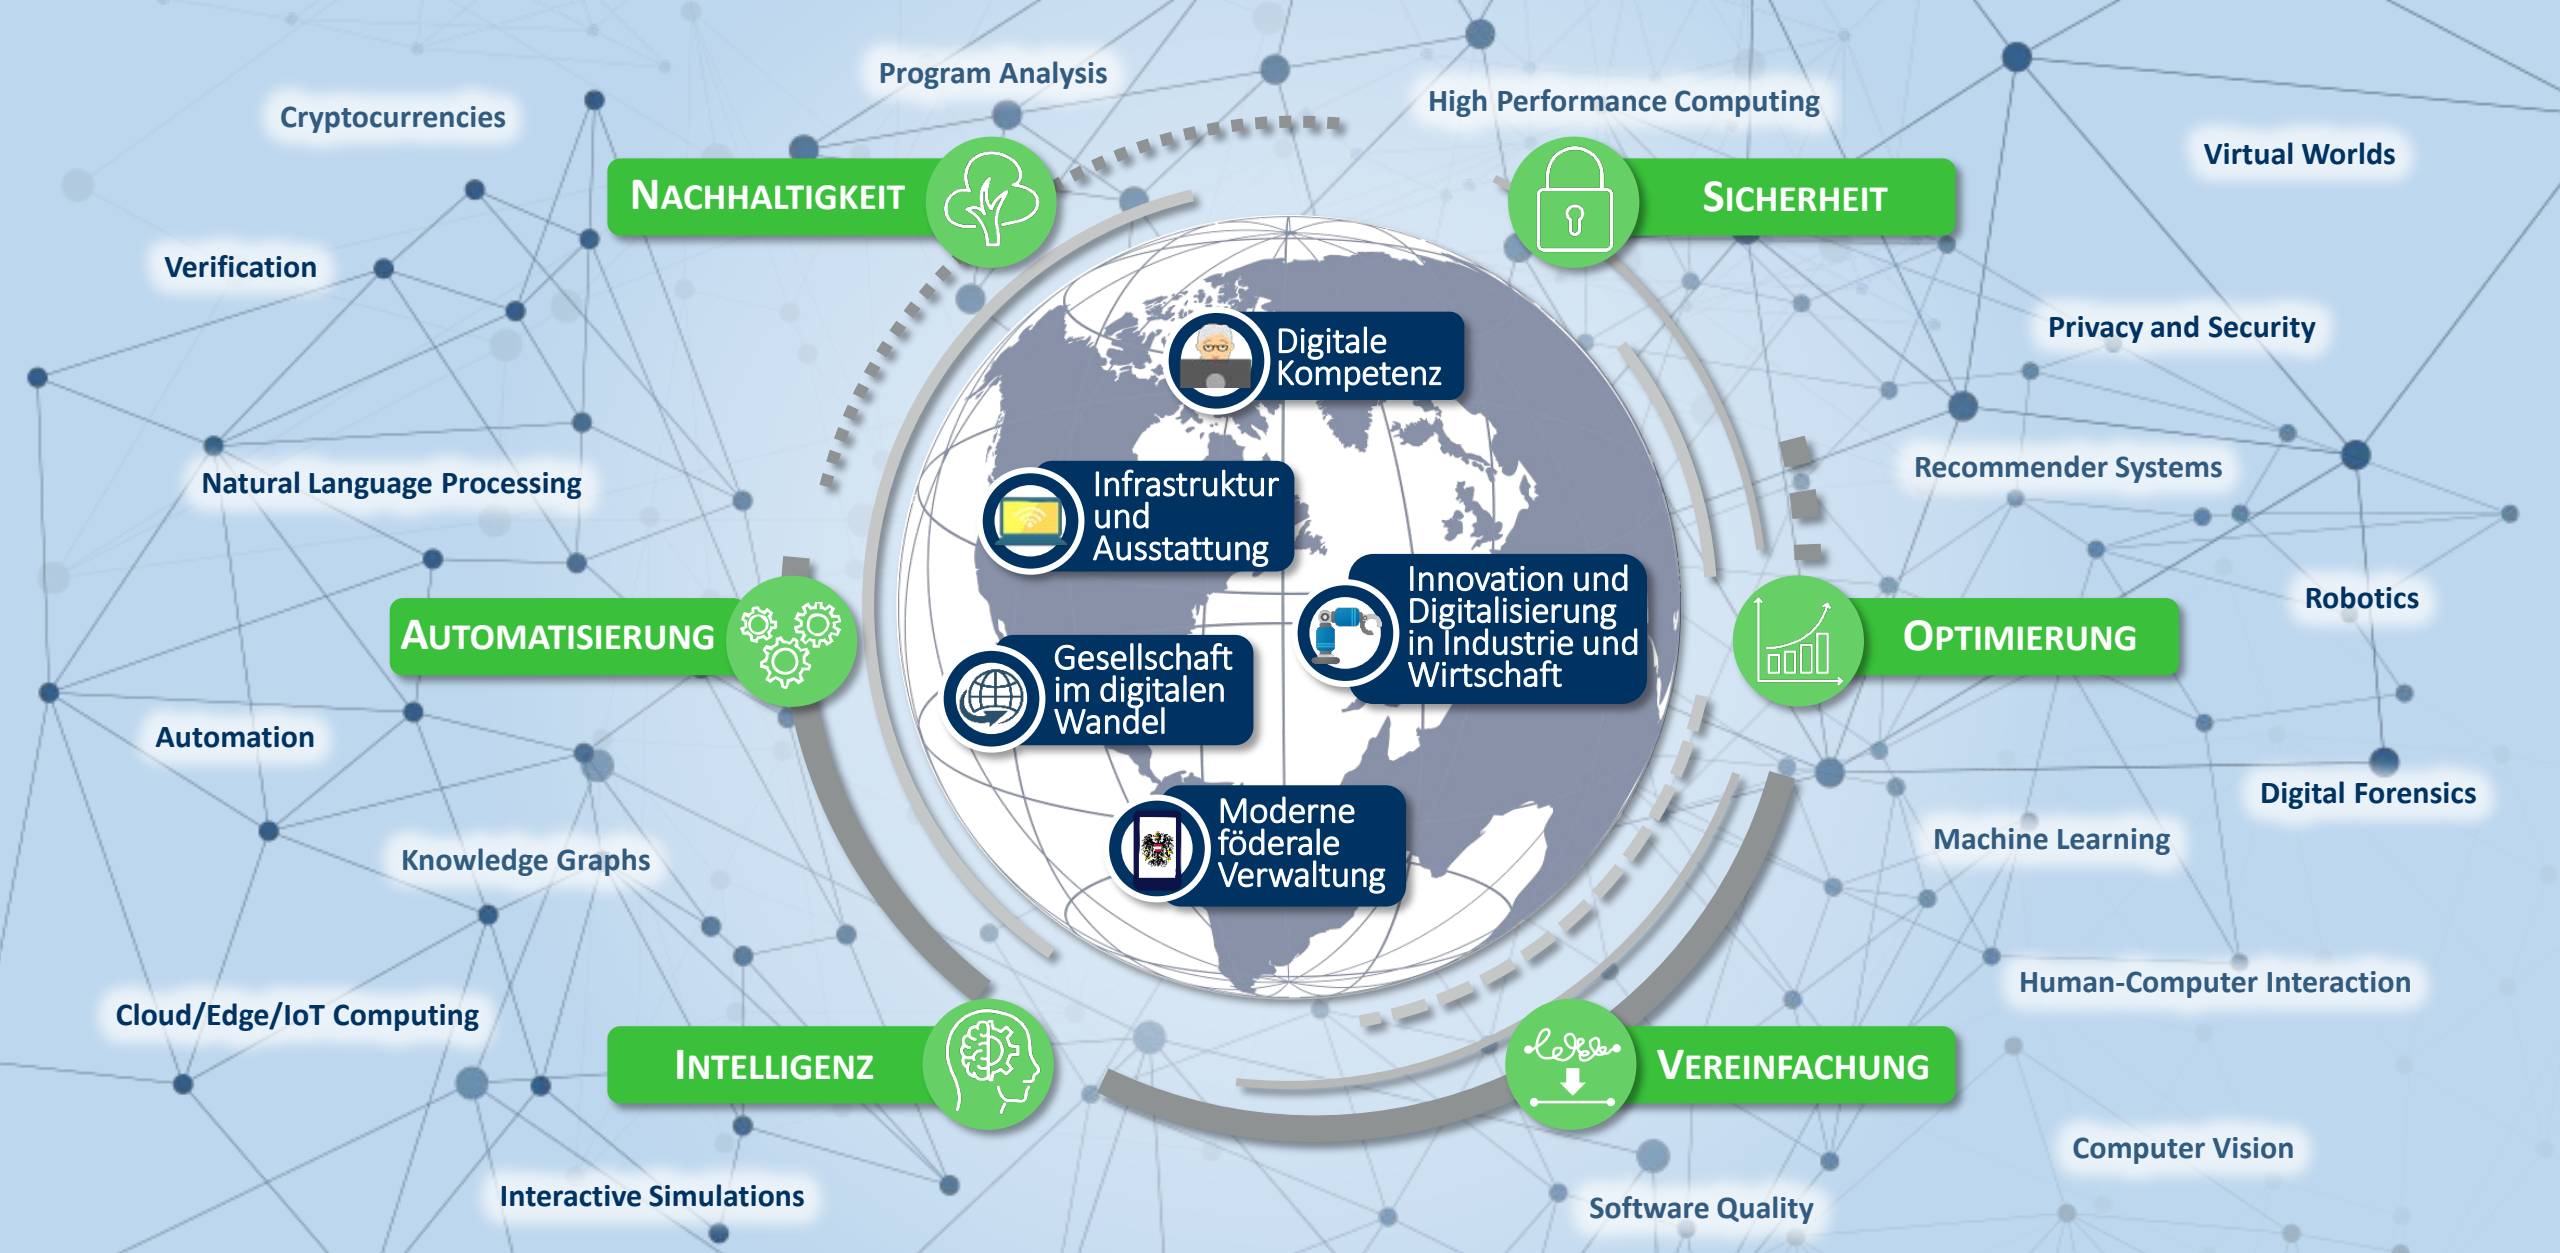 Program Analysis
High Performance Computing
Cryptocurrencies
Virtual Worlds
NACHHALTIGKEIT
SICHERHEIT
Verification
Privacy and Security
Digitale
Kompetenz
Natural Language Processing
Recommender Systems
Infrastruktur
und
Ausstattung
Innovation und
Digitalisierung
in Industrie und
Wirtschaft
Robotics
AUTOMATISIERUNG
OPTIMIERUNG
Gesellschaft
im digitalen
Wandel
Automation
Digital Forensics
Moderne
föderale
Verwaltung
Machine Learning
Knowledge Graphs
Human-Computer Interaction
Cloud/Edge/IoT Computing
INTELLIGENZ
VEREINFACHUNG
Computer Vision
Interactive Simulations
Software Quality